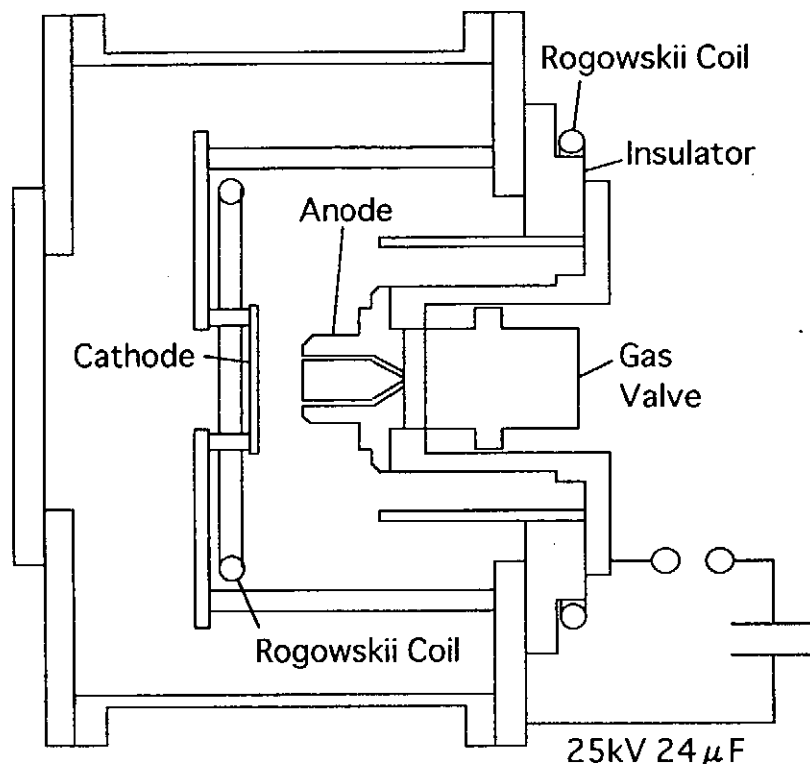 Rogowskii Coil
Insulator
Anode
Cathode
Gas
Valve
Rogowskii Coil
25kV 24μF